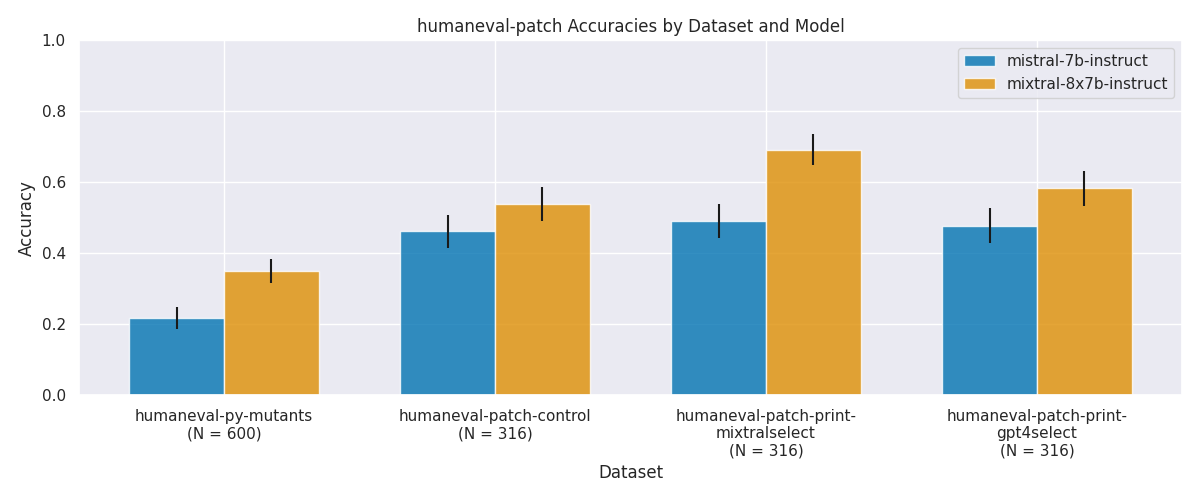 humaneval-patch Accuracies by Dataset and Model
mistral-7b-instruct
mixtral-8x7b-instruct
Accuracy
1.0
0.8
0.6
0.4
0.2
0.0
humaneval-py-mutants
(N = 600)
humaneval-patch-control
(N = 316)
humaneval-patch-print-
mixtralselect
(N = 316)
humaneval-patch-print-
gpt4select
(N = 316)
Dataset